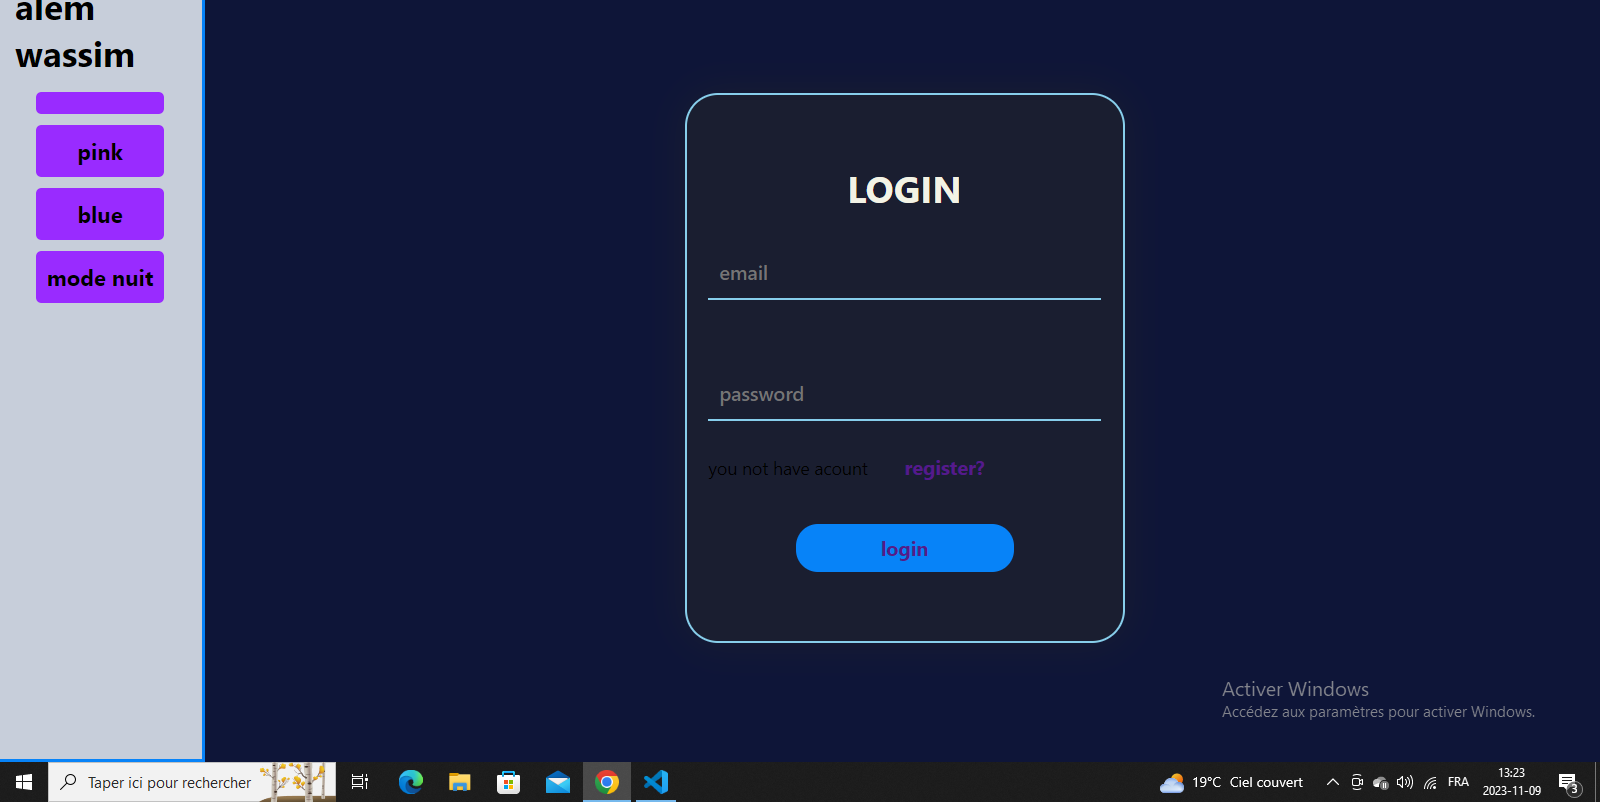 alem
wassim
pink
blue
mode nuit
LOGIN
email
password
you not have acount register?
login
Activer Windows
Accédez aux paramètres pour activer Windows.
Taper ici pour rechercher
19°C Ciel couvert
FRA
13:23
2023-11-09
3